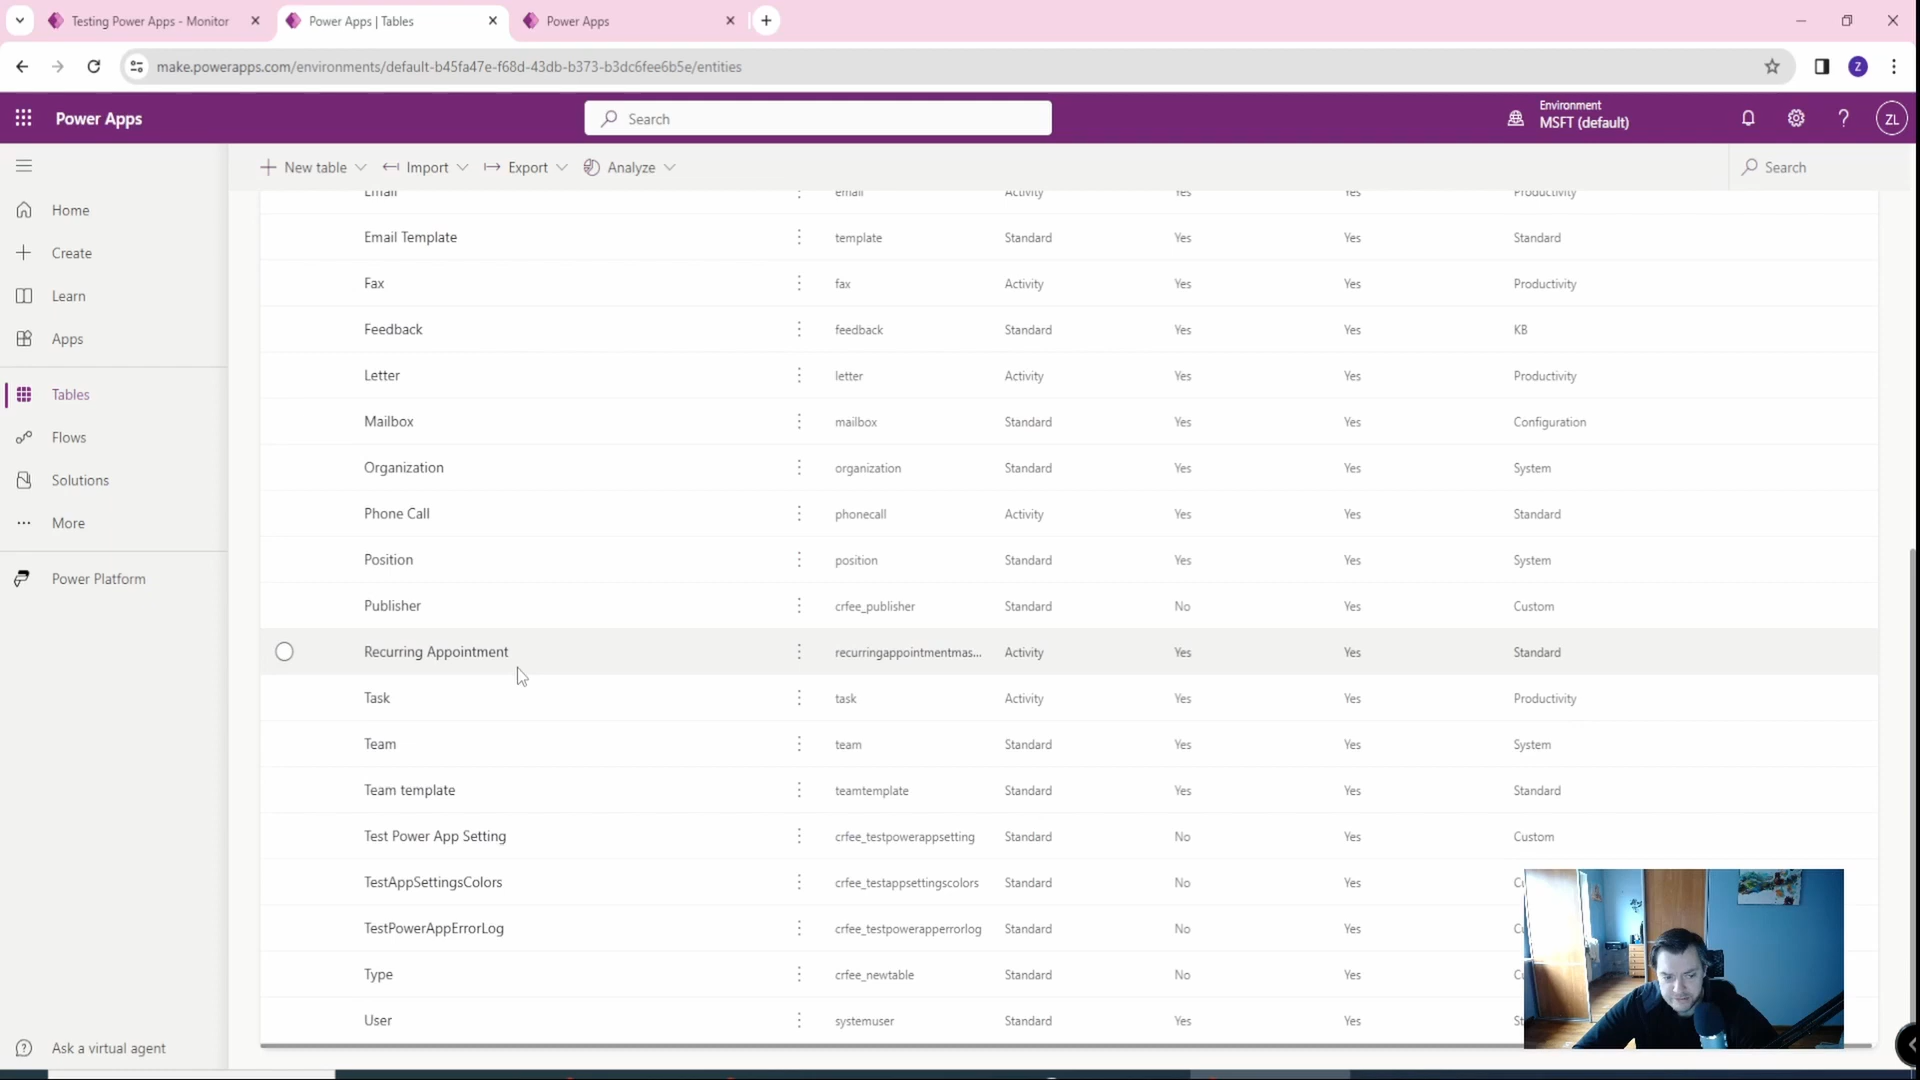 Testing Power Apps - Monitor
Power Apps | Tables
Power Apps
make.powerapps.com/environments/default-b45fa47e-f68d-43db-b373-b3dc6fee6b5e/entities
Z
Power Apps
Search
Environment
MSFT (default)
ZL
New table
Import
Export
Analyze
Search
Home
Create
Learn
Apps
Tables
Flows
Solutions
More
Power Platform
Ask a virtual agent
Email email Activity Yes Yes Productivity
Email Template template Standard Yes Yes Standard
Fax fax Activity Yes Yes Productivity
Feedback feedback Standard Yes Yes KB
Letter letter Activity Yes Yes Productivity
Mailbox mailbox Standard Yes Yes Configuration
Organization organization Standard Yes Yes System
Phone Call phonecall Activity Yes Yes Standard
Position position Standard Yes Yes System
Publisher crfee_publisher Standard No Yes Custom
Recurring Appointment recurringappointmentmas... Activity Yes Yes Standard
Task task Activity Yes Yes Productivity
Team team Standard Yes Yes System
Team template teamtemplate Standard Yes Yes Standard
Test Power App Setting crfee_testpowerappsetting Standard No Yes Custom
TestAppSettingsColors crfee_testappsettingscolors Standard No Yes
TestPowerAppErrorLog crfee_testpowerapperrorlog Standard No Yes
Type crfee_newtable Standard No Yes
User systemuser Standard Yes Yes